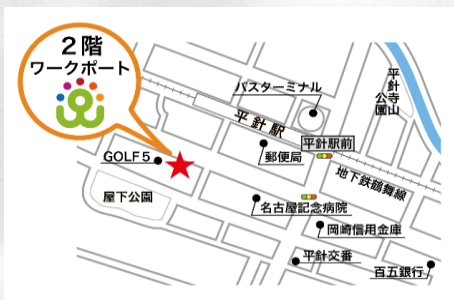 2階
ワークポート
バスターミナル
平針寺山
公園
平針駅
平針駅前
郵便局
GOLF5
地下鉄鶴舞線
屋下公園
名古屋記念病院
岡崎信用金庫
平針交番
百五銀行